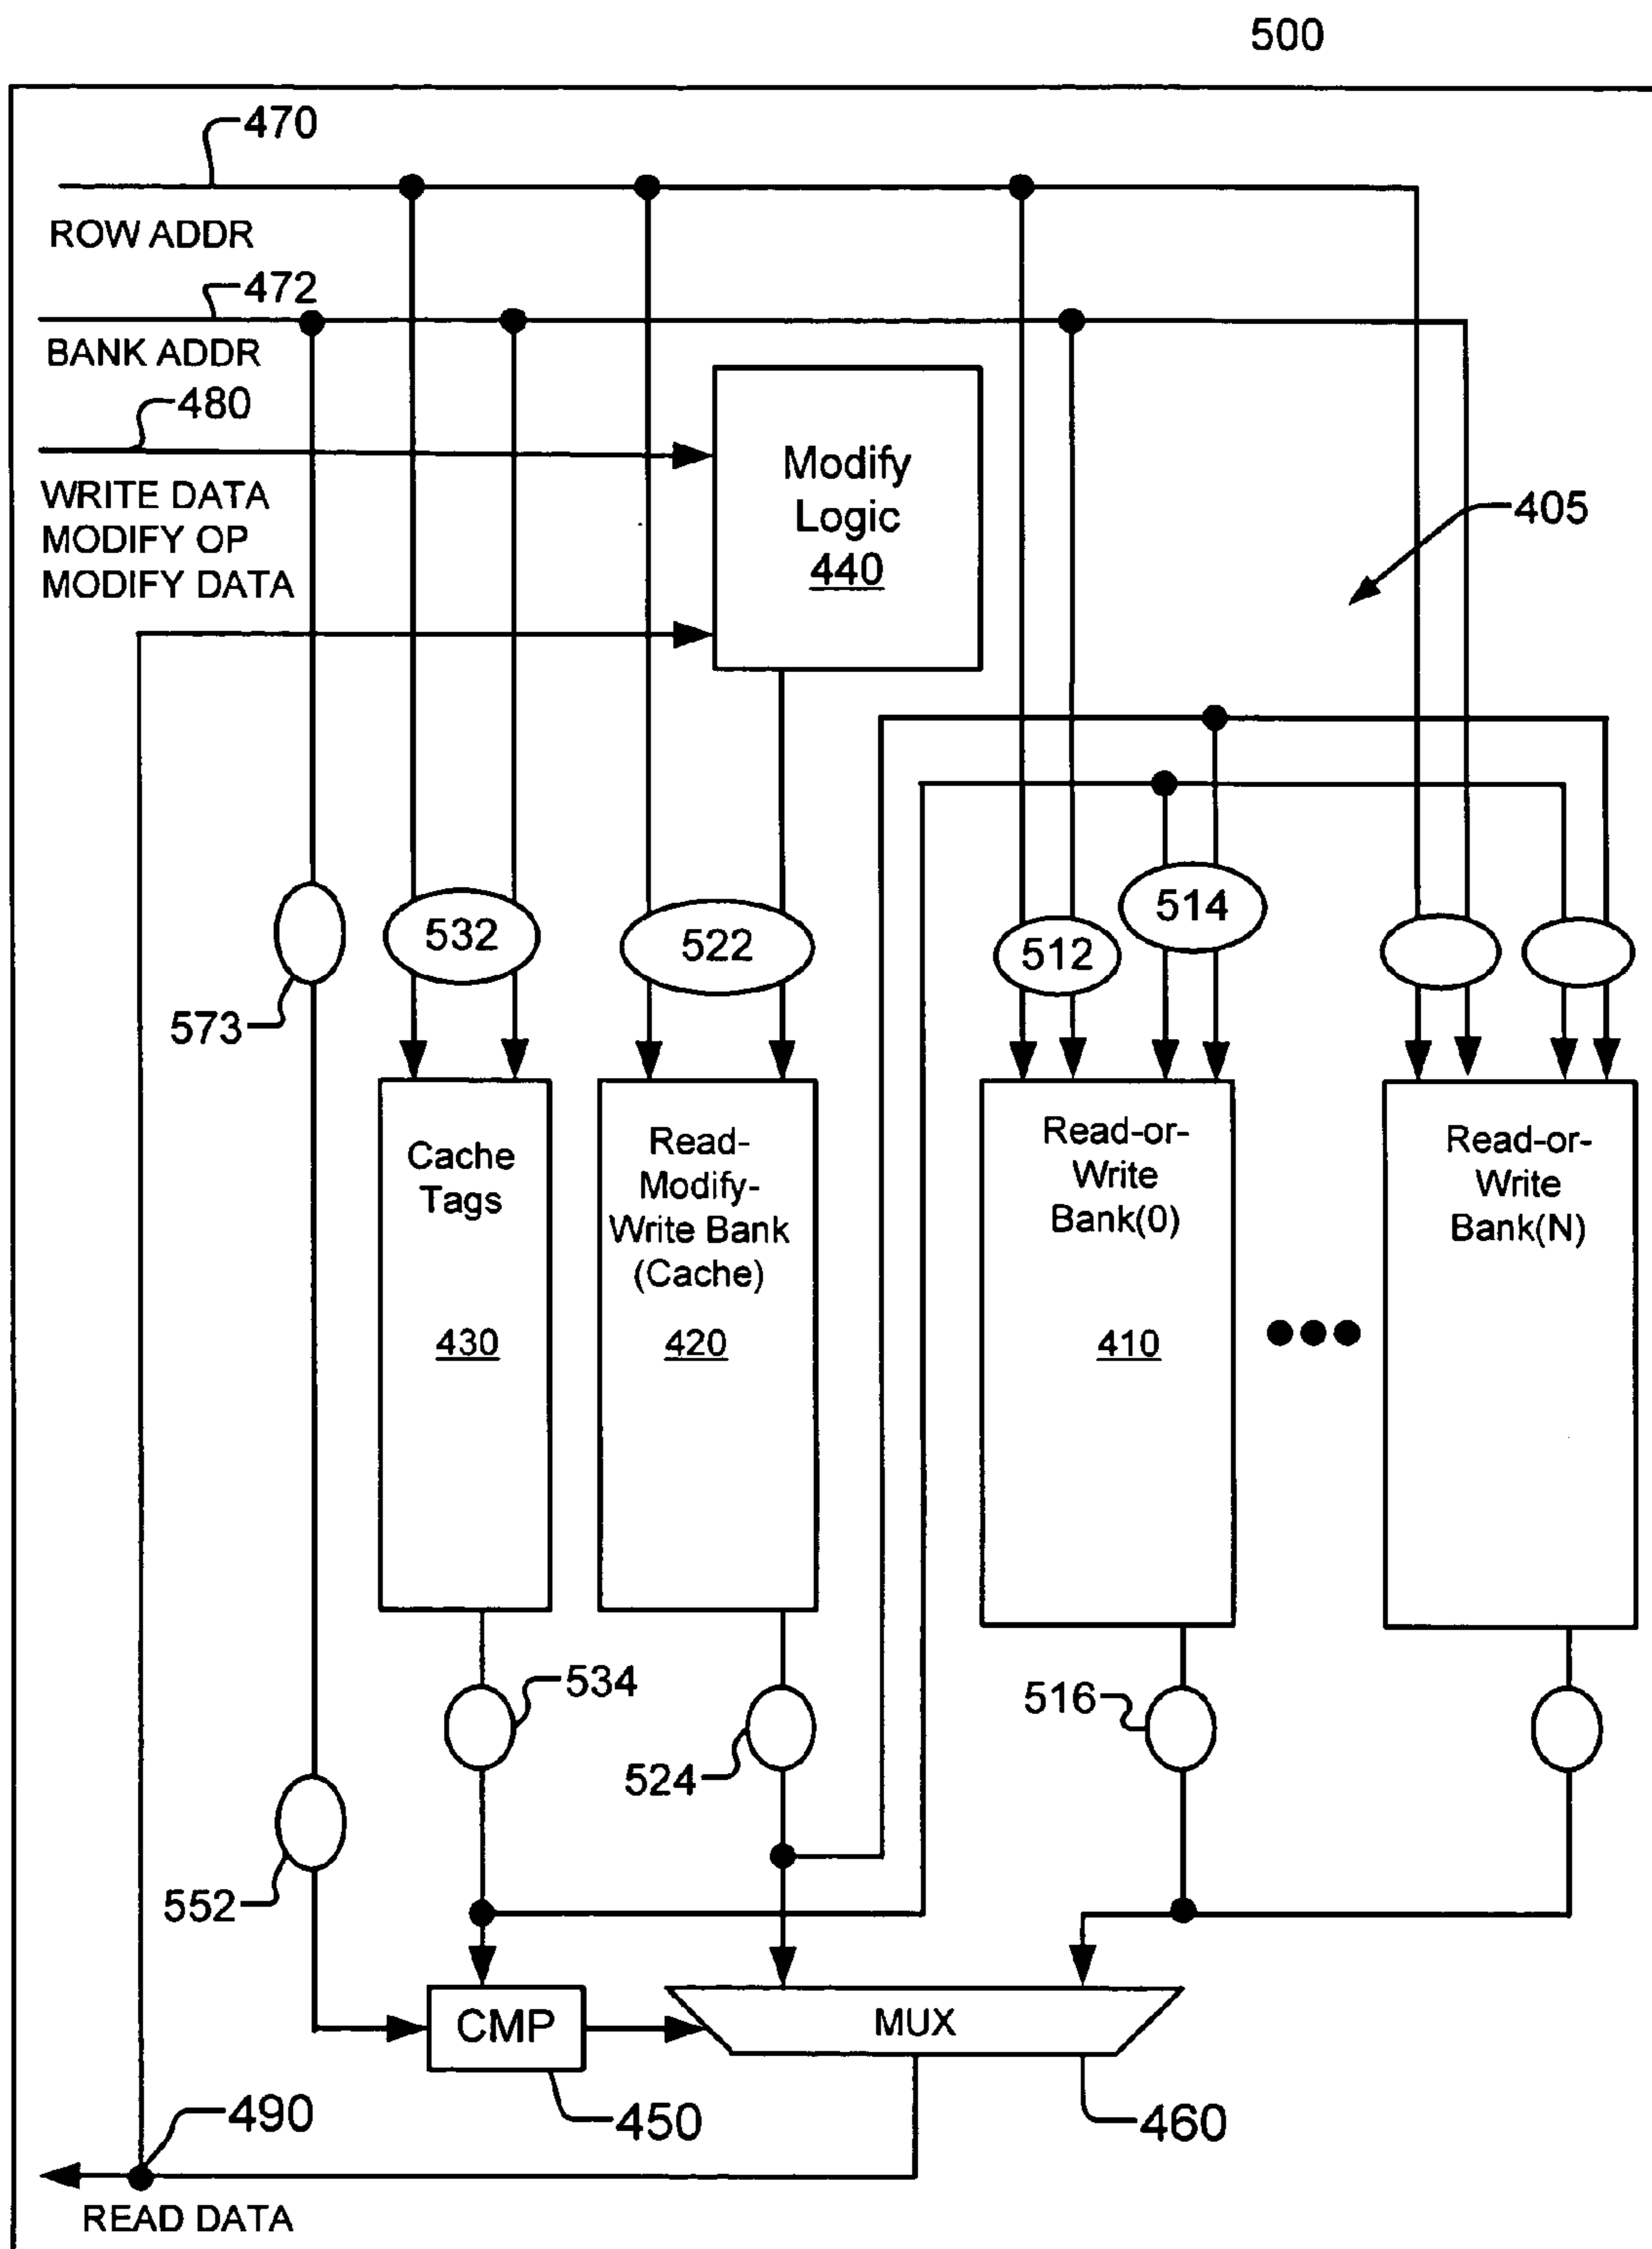 500
470
ROW ADDR
472
BANK ADDR
480
WRITE DATA
MODIFY OP
MODIFY DATA
Modify
Logic
440
405
532
522
512
514
573
Cache
Tags
430
Read-
Modify-
Write Bank
(Cache)
420
Read-or-
Write
Bank(0)
410
Read-or-
Write
Bank(N)
534
524
516
552
CMP
MUX
450
460
490
READ DATA